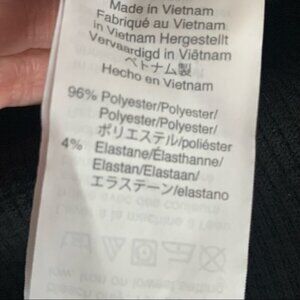 Made in Vietnam
Fabriqué au Vietnam
in Vietnam Hergestellt
Vervaardigd in Viêtnam
ベトナム製
Hecho en Vietnam
96% Polyester/Polyester/
Polyester/Polyester/
ポリエステル/poliéster
4% Elastane/Élasthanne/
Elastan/Elastaan/
エラステーン/elastano